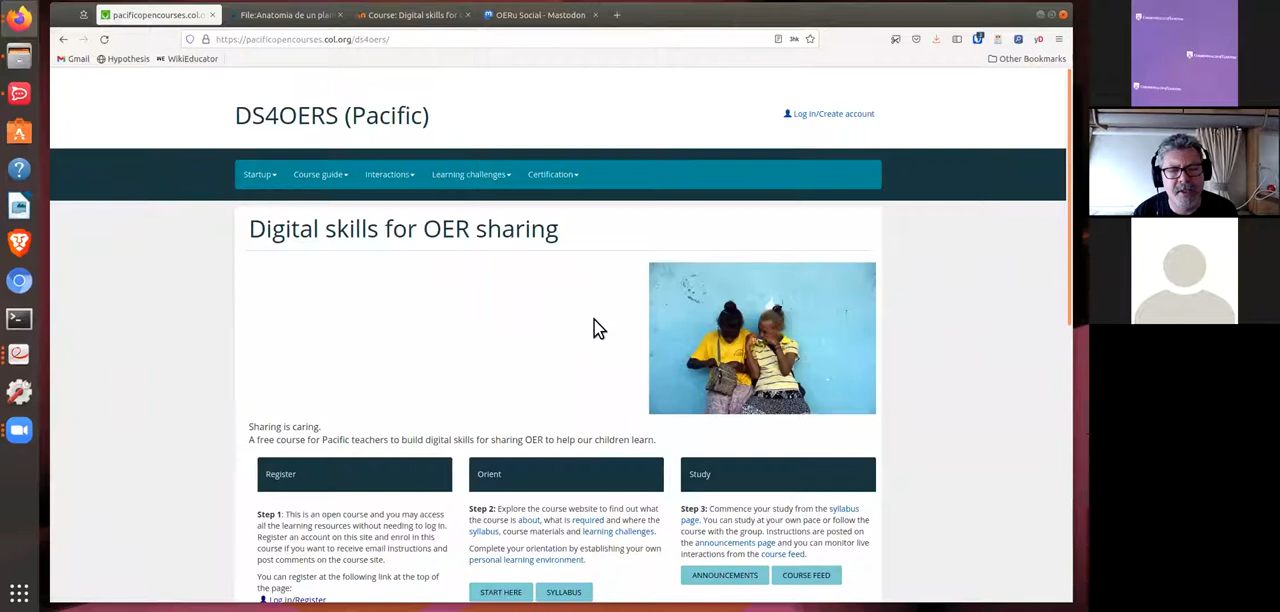 pacificopencourses.col.o
File:Anatomia de un plai
Course: Digital skills for o
OERu Social - Mastodon
https://pacificopencourses.col.org/ds4oers/
Gmail
Hypothesis
WikiEducator
Other Bookmarks
DS4OERS (Pacific)
Log in/Create account
Startup
Course guide
Interactions
Learning challenges
Certification
Digital skills for OER sharing
Sharing is caring.
A free course for Pacific teachers to build digital skills for sharing OER to help our children learn.
Register
Step 1: This is an open course and you may access
all the learning resources without needing to log in.
Register an account on this site and enrol in this
course if you want to receive email instructions and
post comments on the course site.
You can register at the following link at the top of
the page:
Log in/Register
Orient
Step 2: Explore the course website to find out what
the course is about, what is required and where the
syllabus, course materials and learning challenges.
Complete your orientation by establishing your own
personal learning environment.
START HERE
SYLLABUS
Study
Step 3: Commence your study from the syllabus
page. You can study at your own pace or follow the
course with the group. Instructions are posted on
the announcements page and you can monitor live
interactions from the course feed.
ANNOUNCEMENTS
COURSE FEED